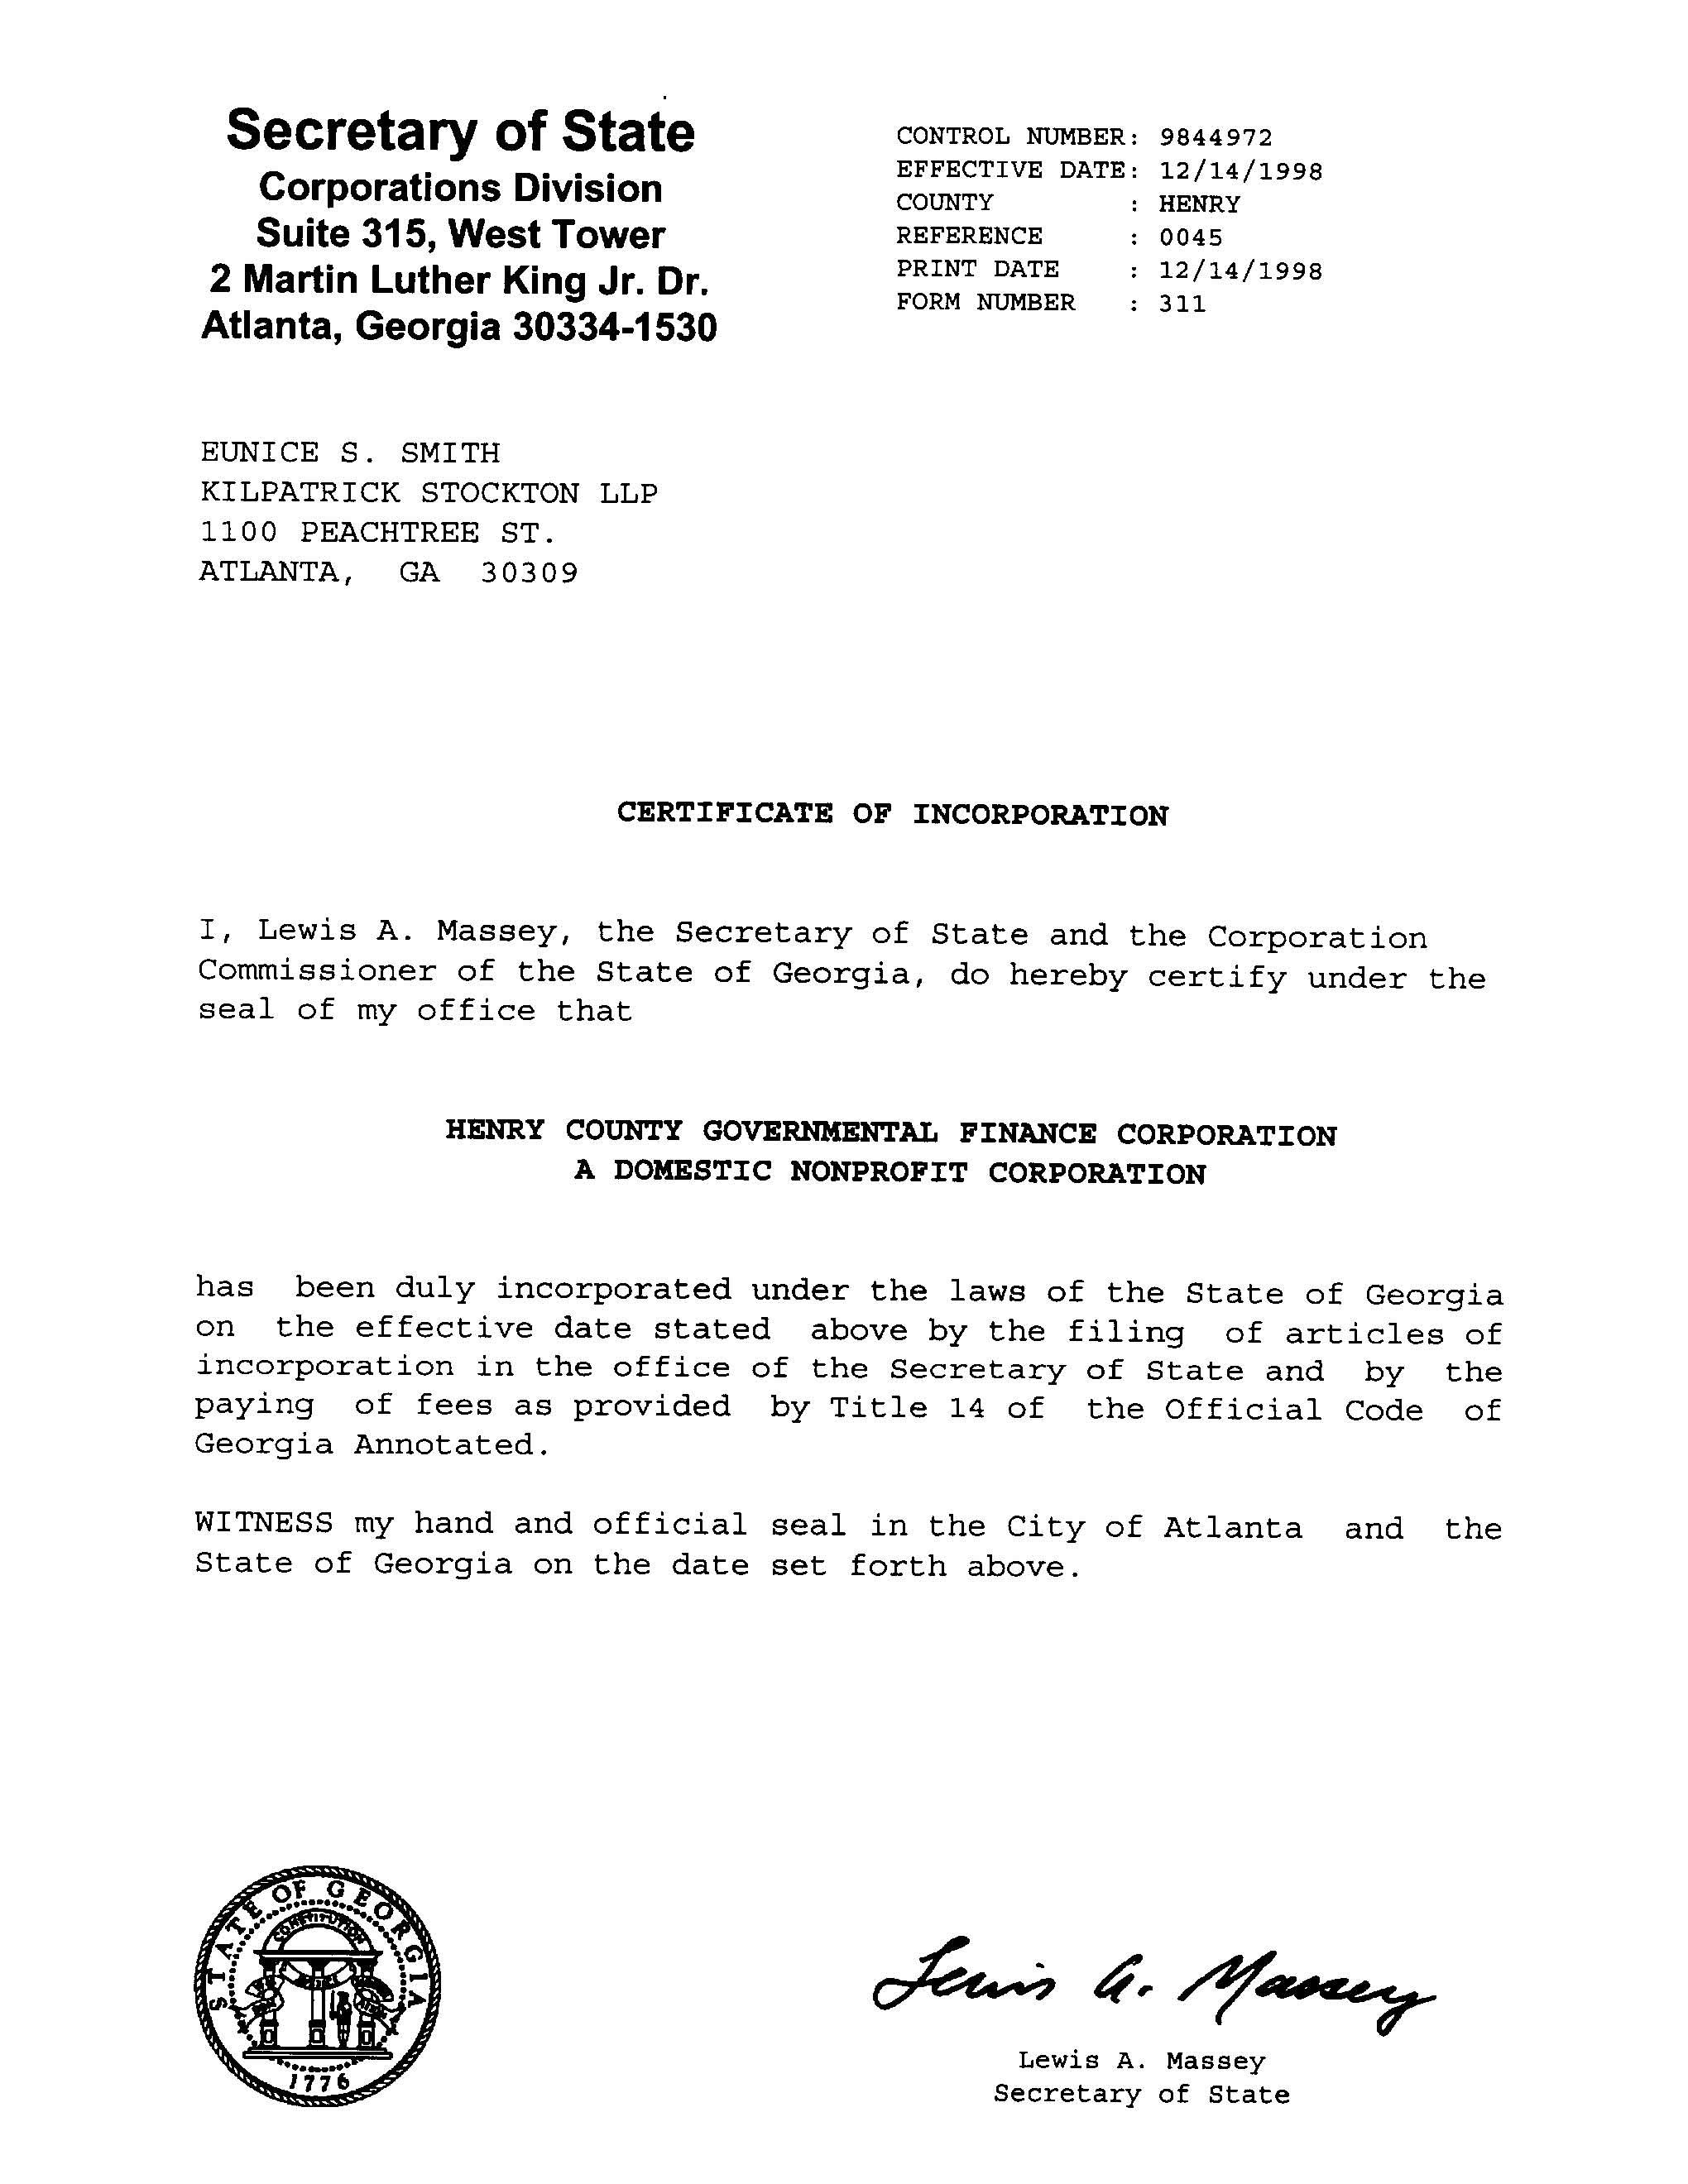 Secretary of State
Corporations Division
Suite 315, West Tower
2 Martin Luther King Jr. Dr.
Atlanta, Georgia 30334-1530
CONTROL NUMBER: 9844972
EFFECTIVE DATE: 12/14/1998
COUNTY : HENRY
REFERENCE : 0045
PRINT DATE : 12/14/1998
FORM NUMBER : 311
EUNICE S. SMITH
KILPATRICK STOCKTON LLP
1100 PEACHTREE ST.
ATLANTA, GA 30309
CERTIFICATE OF INCORPORATION
I, Lewis A. Massey, the Secretary of State and the Corporation
Commissioner of the State of Georgia, do hereby certify under the
seal of my office that
HENRY COUNTY GOVERNMENTAL FINANCE CORPORATION
A DOMESTIC NONPROFIT CORPORATION
has been duly incorporated under the laws of the State of Georgia
on the effective date stated above by the filing of articles of
incorporation in the office of the Secretary of State and by the
paying of fees as provided by Title 14 of the Official Code of
Georgia Annotated.
WITNESS my hand and official seal in the City of Atlanta and the
State of Georgia on the date set forth above.
STATE OF GEORGIA
CONSTITUTION
1776
Lewis A. Massey
Lewis A. Massey
Secretary of State